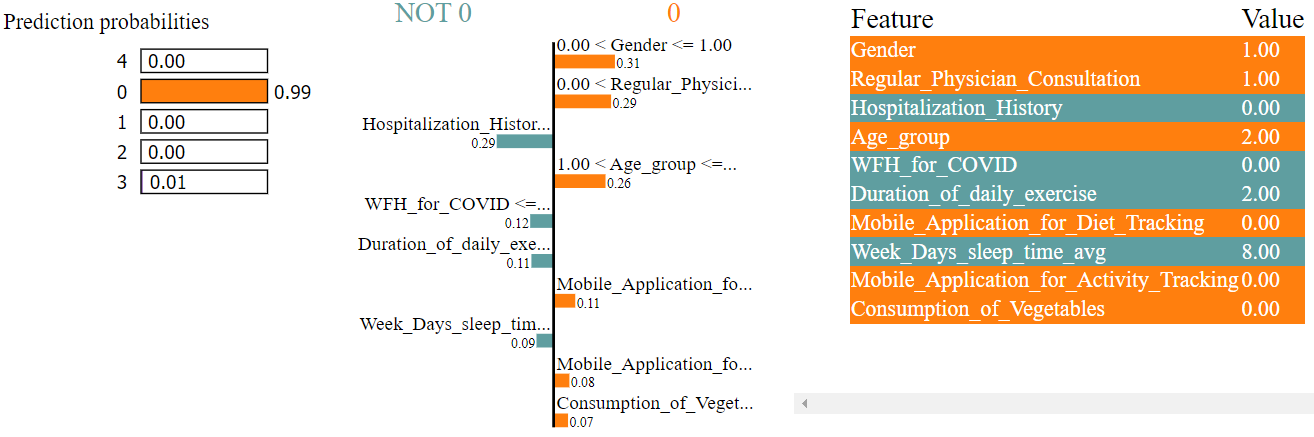 Prediction probabilities
4 0.00
0 0.99
1 0.00
2 0.00
3 0.01
NOT 0 0
0.00 < Gender <= 1.00
0.31
0.00 < Regular_Physici...
0.29
Hospitalization_Histor...
0.29
1.00 < Age_group <=...
0.26
WFH_for_COVID <=...
0.12
Duration_of_daily_exe...
0.11
Mobile_Application_fo...
0.11
Week_Days_sleep_tim...
0.09
Mobile_Application_fo...
0.08
Consumption_of_Veget...
0.07
Feature Value
Gender 1.00
Regular_Physician_Consultation 1.00
Hospitalization_History 0.00
Age_group 2.00
WFH_for_COVID 0.00
Duration_of_daily_exercise 2.00
Mobile_Application_for_Diet_Tracking 0.00
Week_Days_sleep_time_avg 8.00
Mobile_Application_for_Activity_Tracking 0.00
Consumption_of_Vegetables 0.00